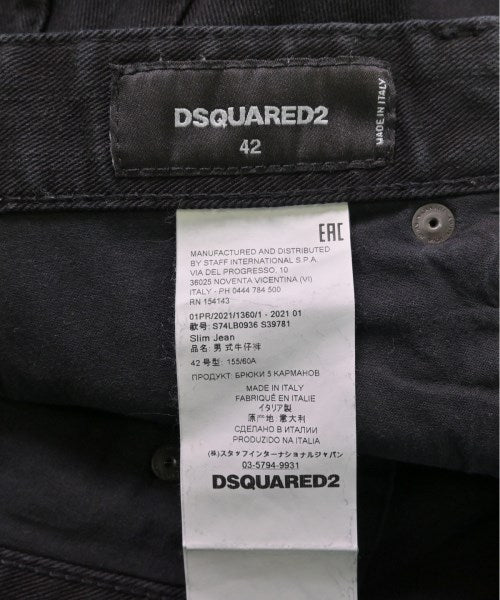 DSQUARED2
42
MADE IN ITALY
EAC
MANUFACTURED AND DISTRIBUTED
BY STAFF INTERNATIONAL S.P.A.
VIA DEL PROGRESSO, 10
36025 NOVENTA VICENTINA (VI)
ITALY - PH 0444 784 500
RN 154143
01PR/2021/1360/1 - 2021 01
款号: S74LB0936 S39781
Slim Jean
品名: 男式牛仔裤
42 号型: 155/60A
ПРОДУКТ: БРЮКИ 5 КАРМАНОВ
MADE IN ITALY
FABRIQUÉ EN ITALIE
イタリア製
原产地: 意大利
СДЕЛАНО В ИТАЛИИ
PRODUZIDO NA ITALIA
(株)スタッフインターナショナルジャパン
03-5794-9931
DSQUARED2